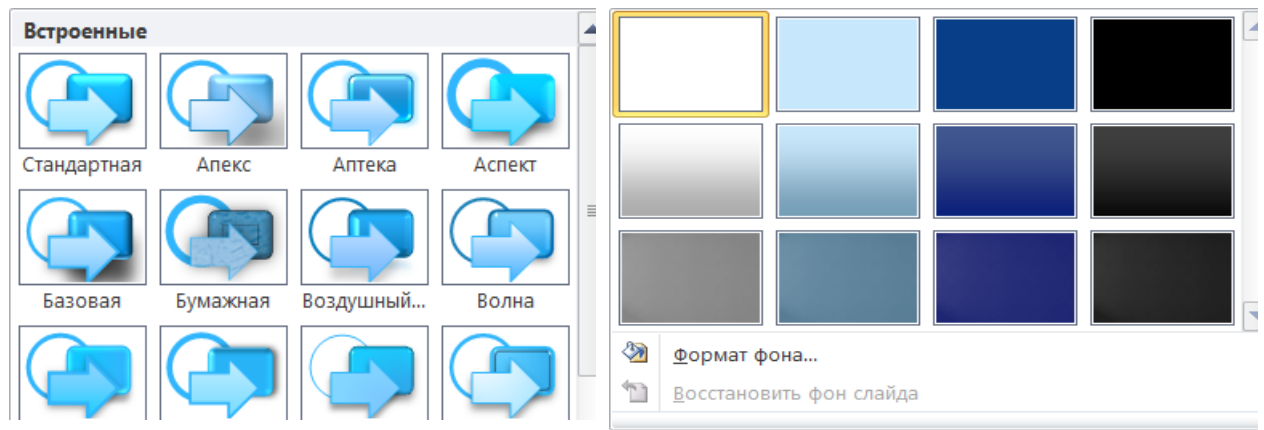 Встроенные
Стандартная
Апекс
Аптека
Аспект
Базовая
Бумажная
Воздушный...
Волна
Формат фона...
Восстановить фон слайда